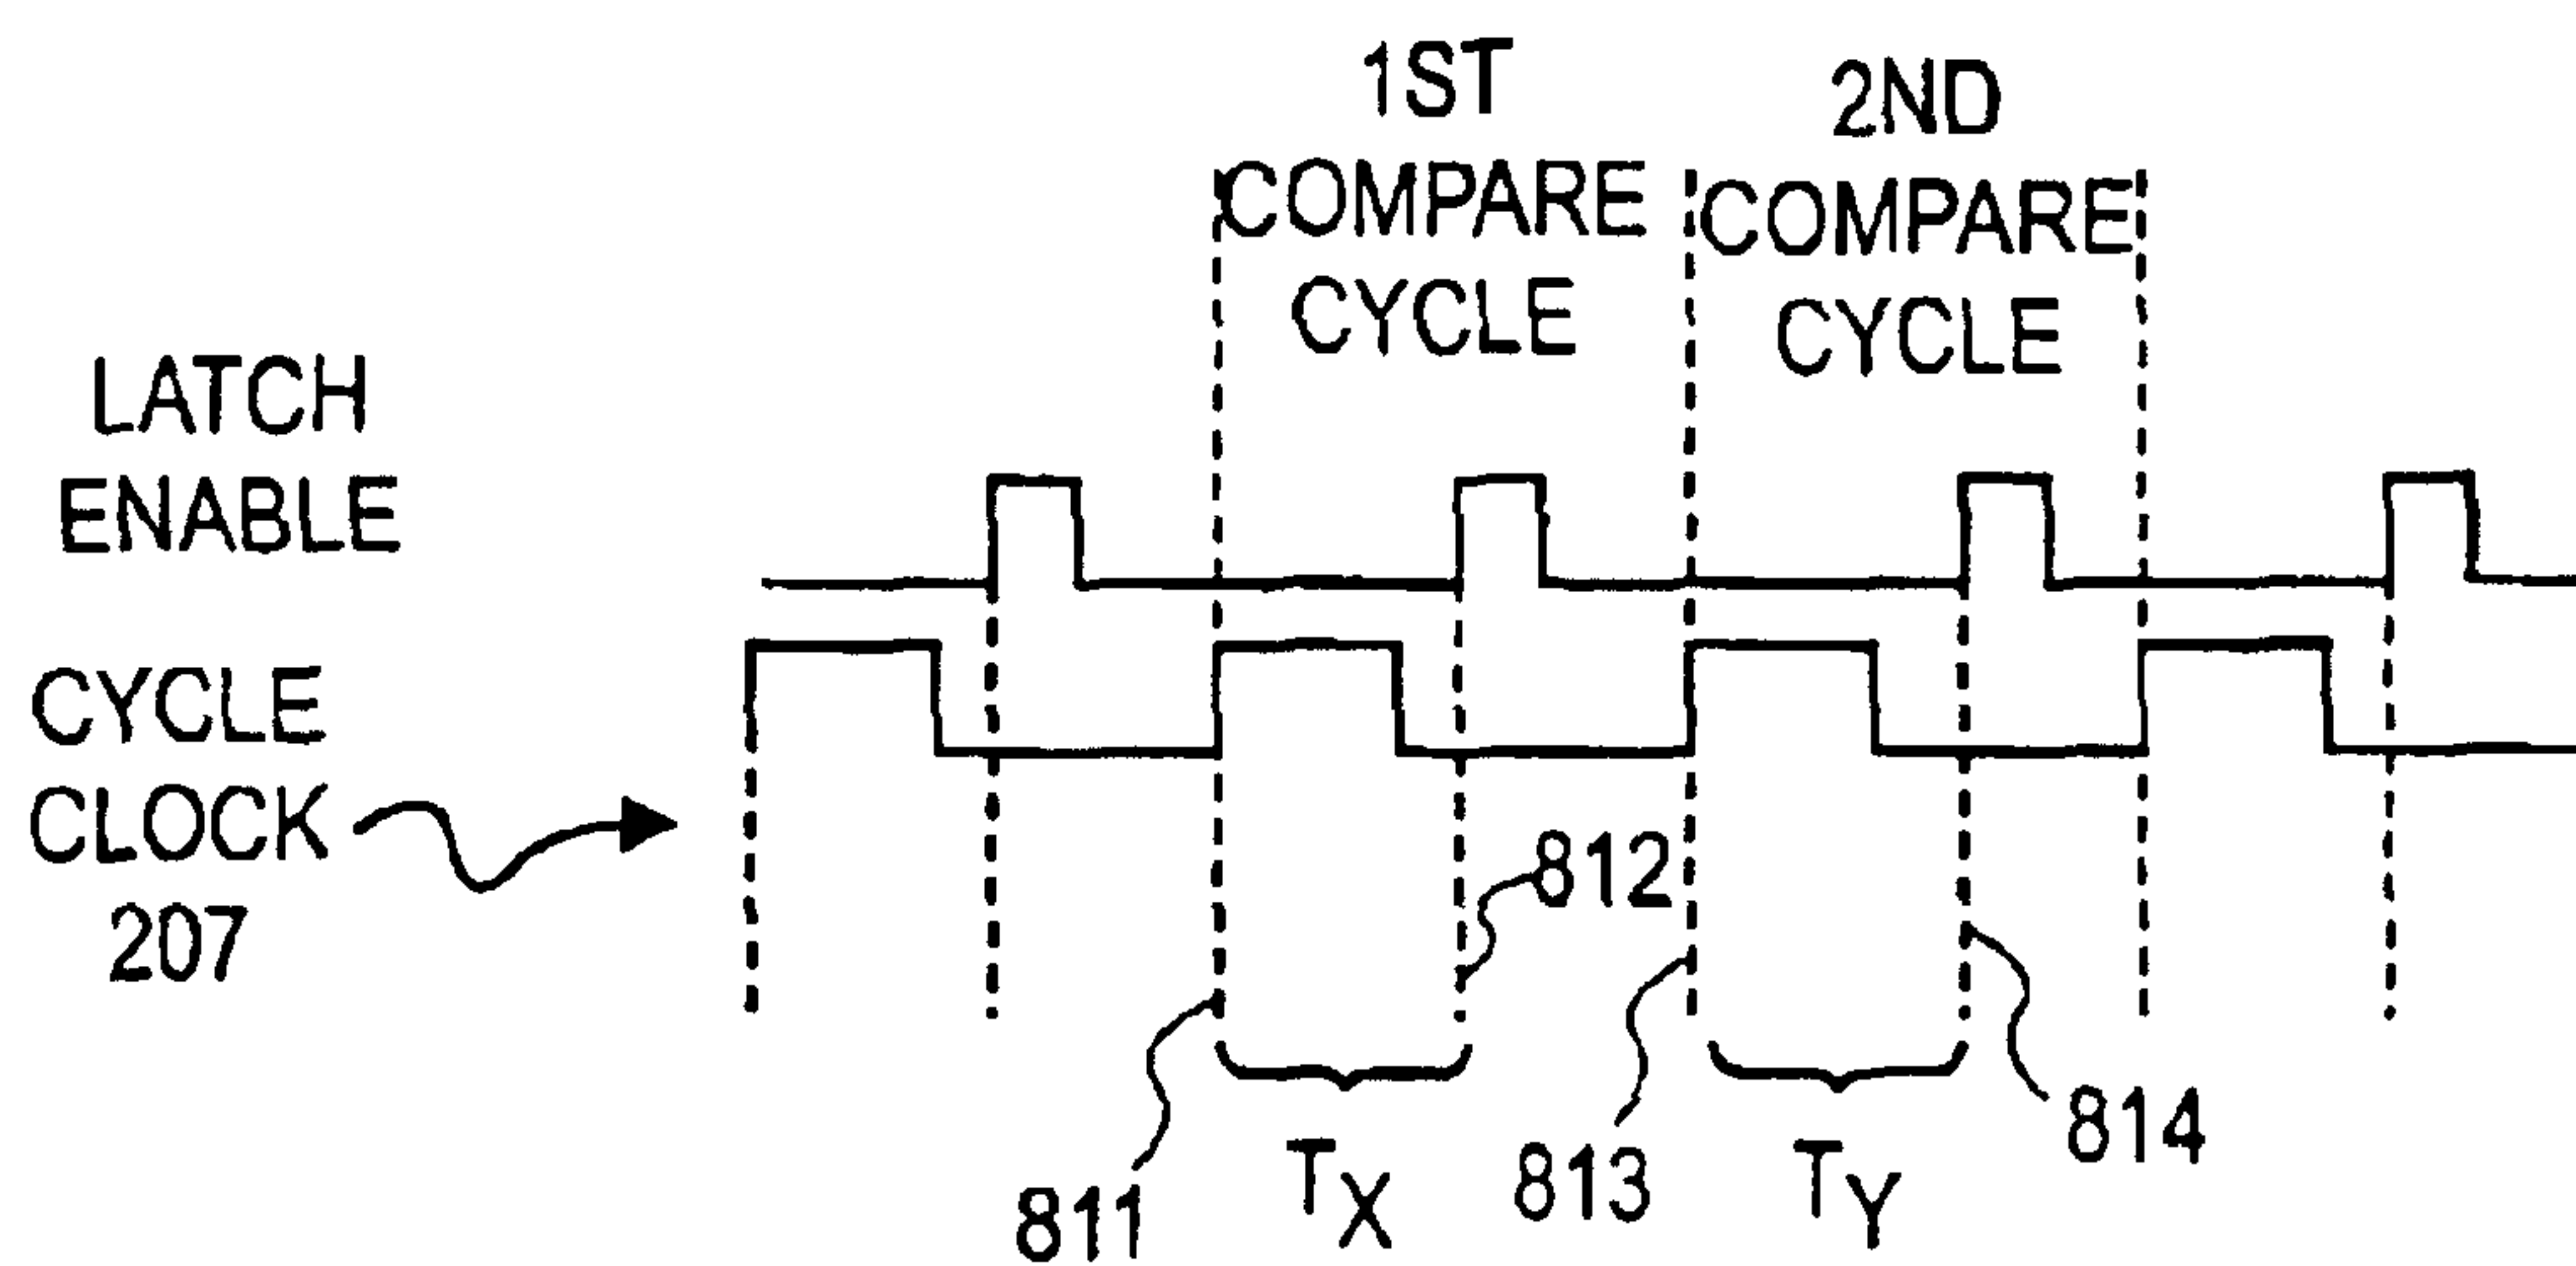 1ST
COMPARE
CYCLE
2ND
COMPARE
CYCLE
LATCH
ENABLE
CYCLE
CLOCK
207
812
811
TX
813
TY
814